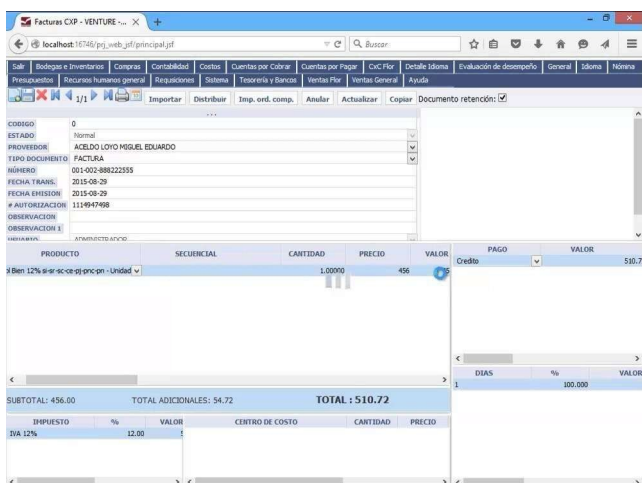 Facturas CXP - VENTURE -... X +
localhost:16746/prj_web_jsf/principal.jsf
Buscar
Salir Bodegas e Inventarios Compras Contabilidad Costos Cuentas por Cobrar Cuentas por Pagar CxC Flor Detalle Idioma Evaluación de desempeño General Idioma Nómina
Presupuestos Recursos humanos general Requisiciones Sistema Tesorería y Bancos Ventas Flor Ventas General Ayuda
1/1 Importar Distribuir Imp. ord. comp. Anular Actualizar Copiar Documento retención:
...
CODIGO 0
ESTADO Normal
PROVEEDOR ACELDO LOYO MIGUEL EDUARDO
TIPO DOCUMENTO FACTURA
NÚMERO 001-002-888222555
FECHA TRANS. 2015-08-29
FECHA EMISION 2015-08-29
# AUTORIZACION 1114947498
OBSERVACION
OBSERVACION 1
USUARIO ADMINISTRADOR
PRODUCTO SECUENCIAL CANTIDAD PRECIO VALOR
Bien 12% si-sr-sc-ce-pj-pnc-pn - Unidad 1.00000 456
PAGO VALOR
Credito 510.7
DIAS % VALOR
1 100.000
SUBTOTAL: 456.00 TOTAL ADICIONALES: 54.72 TOTAL : 510.72
IMPUESTO % VALOR
IVA 12% 12.00
CENTRO DE COSTO CANTIDAD PRECIO